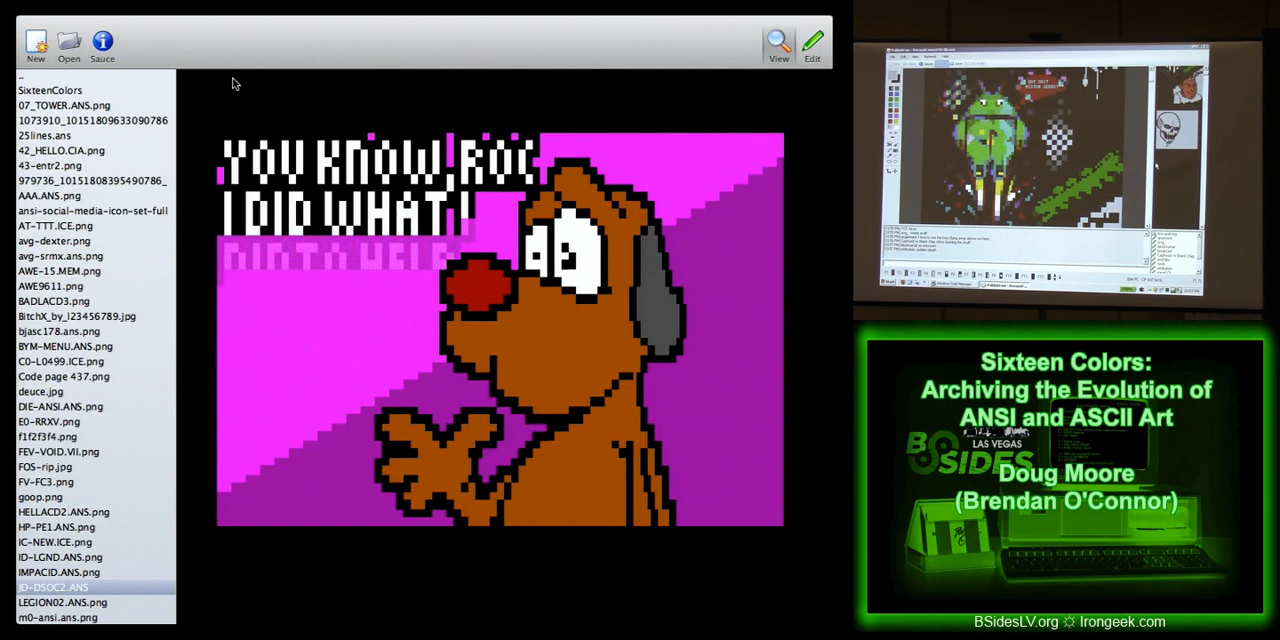 New
Open
Sauce
View
Edit
..
SixteenColors
07_TOWER.ANS.png
1073910_10151809633090786
25lines.ans
42_HELLO.CIA.png
43-entr2.png
979736_10151808395490786_
AAA.ANS.png
ansi-social-media-icon-set-full
AT-TTT.ICE.png
avg-dexter.png
avg-srmx.ans.png
AWE-15.MEM.png
AWE9611.png
BADLACD3.png
BitchX_by_l23456789.jpg
bjasc178.ans.png
BYM-MENU.ANS.png
C0-L0499.ICE.png
Code page 437.png
deuce.jpg
DIE-ANSI.ANS.png
E0-RRXV.png
f1f2f3f4.png
FEV-VOID.VII.png
FOS-rip.jpg
FV-FC3.png
goop.png
HELLACD2.ANS.png
HP-PE1.ANS.png
IC-NEW.ICE.png
ID-LGND.ANS.png
IMPACID.ANS.png
JD-DSOC2.ANS
LEGION02.ANS.png
m0-ansi.ans.png
YOU KNOW, ROC
I DID WHAT I
Sixteen Colors:
Archiving the Evolution of
ANSI and ASCII Art
BSIDES
LAS VEGAS
Doug Moore
(Brendan O'Connor)
BSidesLV.org ☼ Irongeek.com